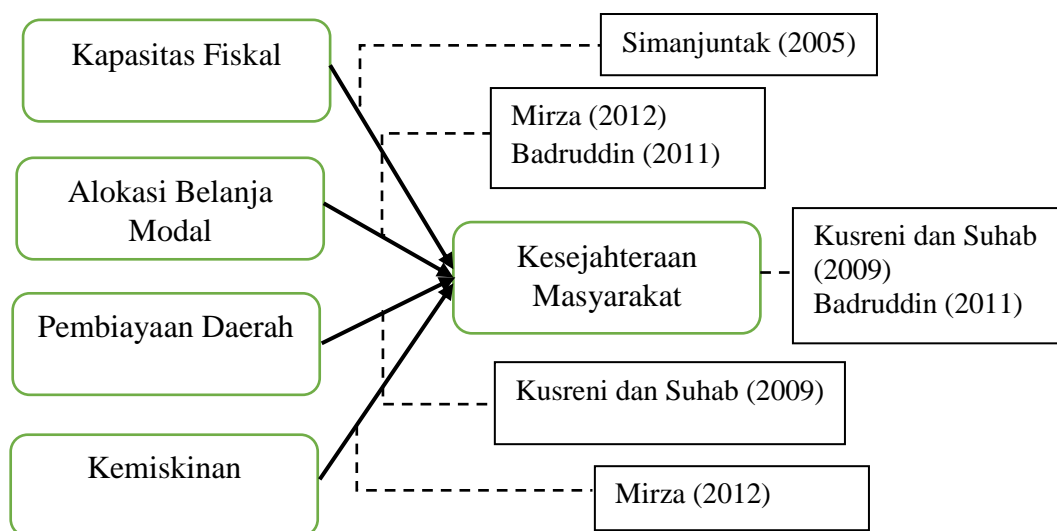 Kapasitas Fiskal
Simanjuntak (2005)
Mirza (2012)
Badruddin (2011)
Alokasi Belanja
Modal
Kesejahteraan
Masyarakat
Kusreni dan Suhab
(2009)
Badruddin (2011)
Pembiayaan Daerah
Kusreni dan Suhab (2009)
Kemiskinan
Mirza (2012)